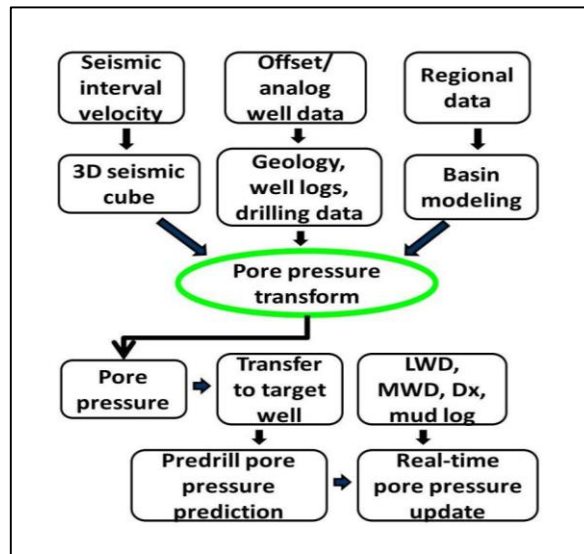 Seismic
interval
velocity
Offset/
analog
well data
Regional
data
3D seismic
cube
Geology,
well logs,
drilling data
Basin
modeling
Pore pressure
transform
Pore
pressure
Transfer
to target
well
LWD,
MWD, Dx,
mud log
Predrill pore
pressure
prediction
Real-time
pore pressure
update